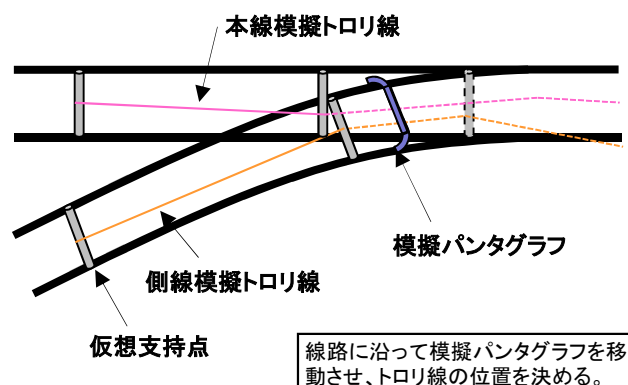 本線模擬トロリ線
模擬パンタグラフ
側線模擬トロリ線
仮想支持点
線路に沿って模擬パンタグラフを移
動させ、トロリ線の位置を決める。